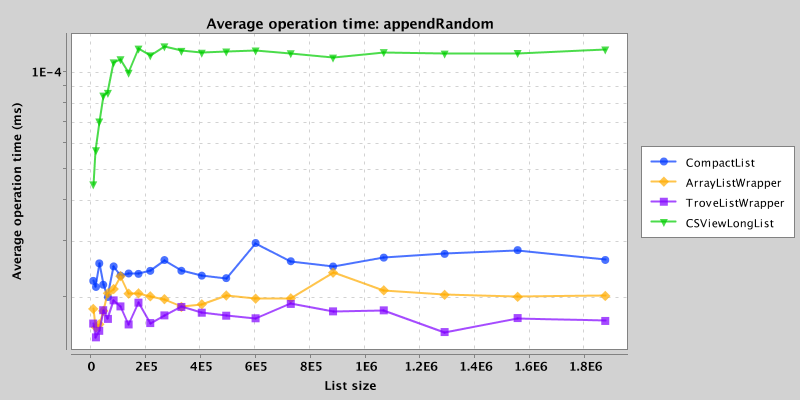 Average operation time: appendRandom
Average operation time (ms)
1E-4
0 2E5 4E5 6E5 8E5 1E6 1.2E6 1.4E6 1.6E6 1.8E6
List size
CompactList
ArrayListWrapper
TroveListWrapper
CSViewLongList